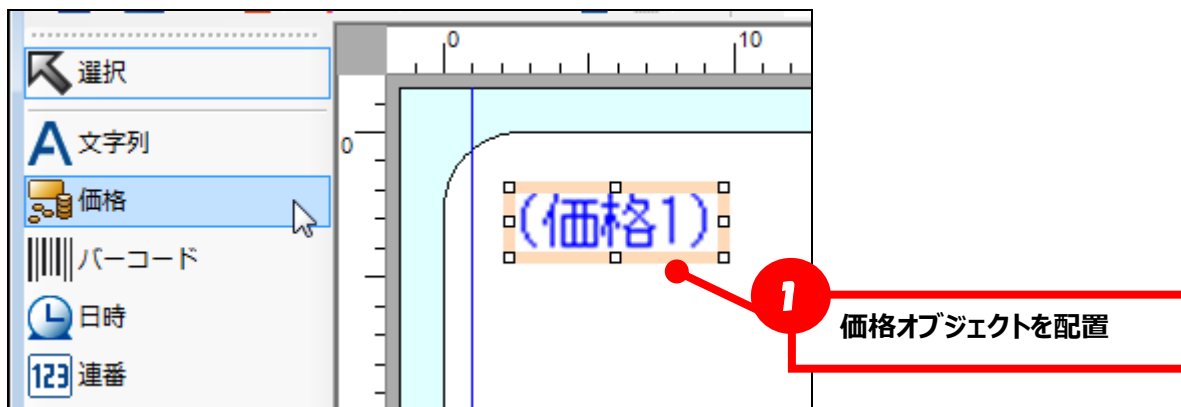 選択
文字列
価格
バーコード
日時
123 連番
0 10
0
(価格1)
1
価格オブジェクトを配置